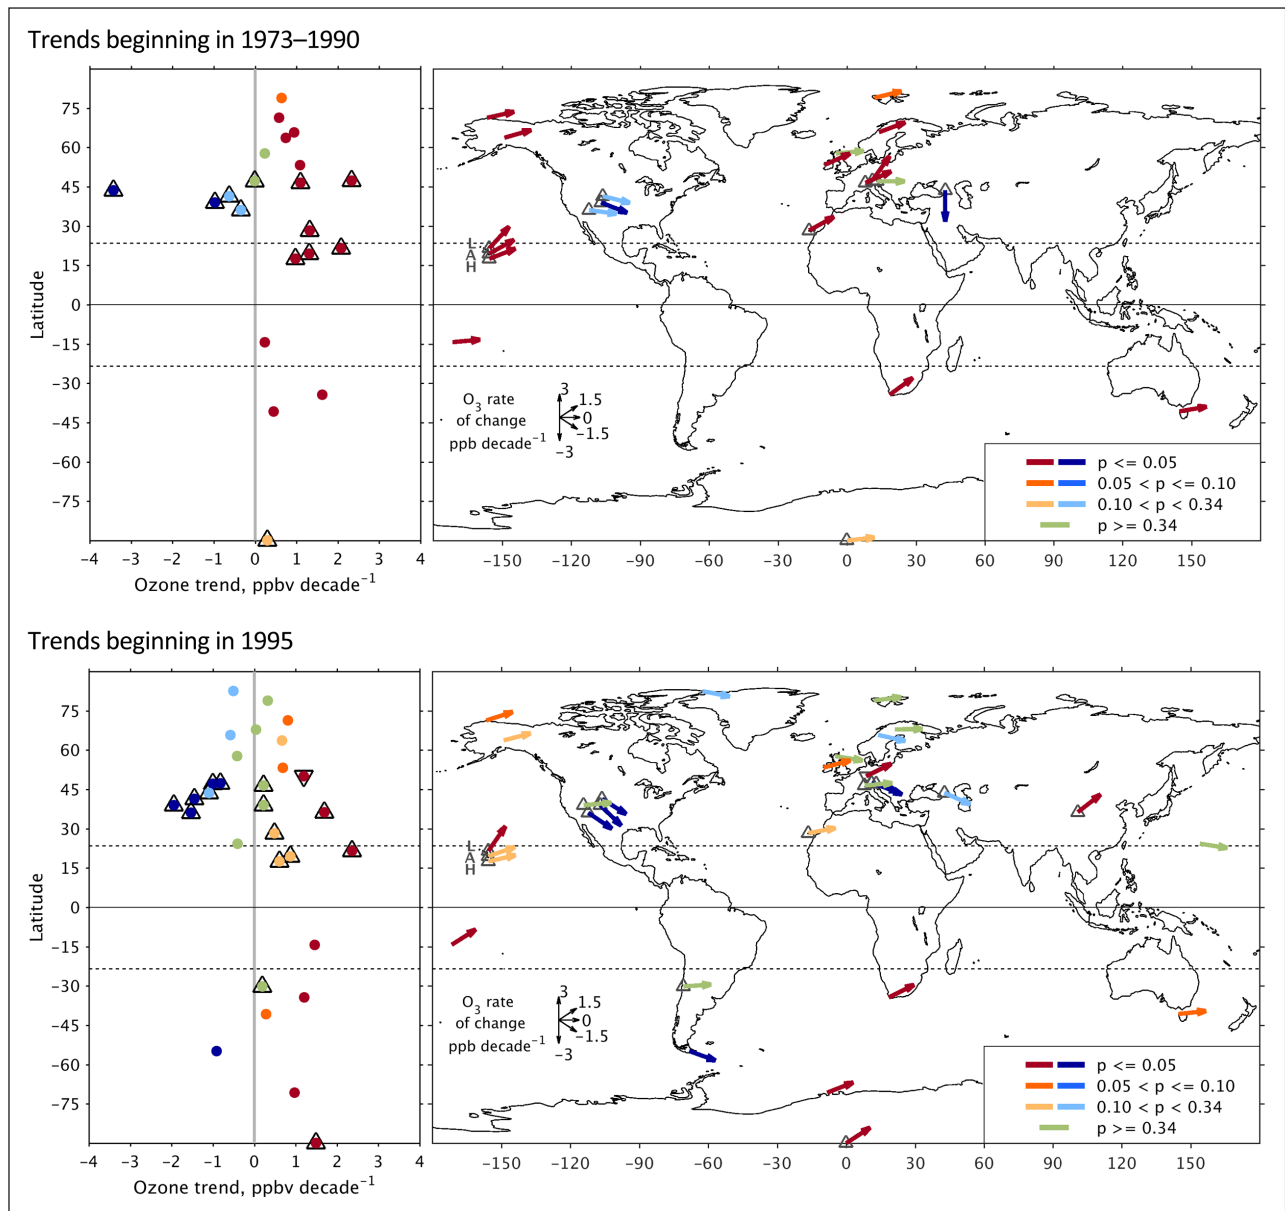 Trends beginning in 1973–1990
75
60
45
30
15
0
−15
−30
−45
−60
−75
Latitude
−4 −3 −2 −1 0 1 2 3 4
Ozone trend, ppbv decade⁻¹
L
A
H
O₃ rate
of change
ppb decade⁻¹
3
1.5
0
−1.5
−3
p <= 0.05
0.05 < p <= 0.10
0.10 < p < 0.34
p >= 0.34
−150 −120 −90 −60 −30 0 30 60 90 120 150
Trends beginning in 1995
75
60
45
30
15
0
−15
−30
−45
−60
−75
Latitude
−4 −3 −2 −1 0 1 2 3 4
Ozone trend, ppbv decade⁻¹
L
A
H
O₃ rate
of change
ppb decade⁻¹
3
1.5
0
−1.5
−3
p <= 0.05
0.05 < p <= 0.10
0.10 < p < 0.34
p >= 0.34
−150 −120 −90 −60 −30 0 30 60 90 120 150